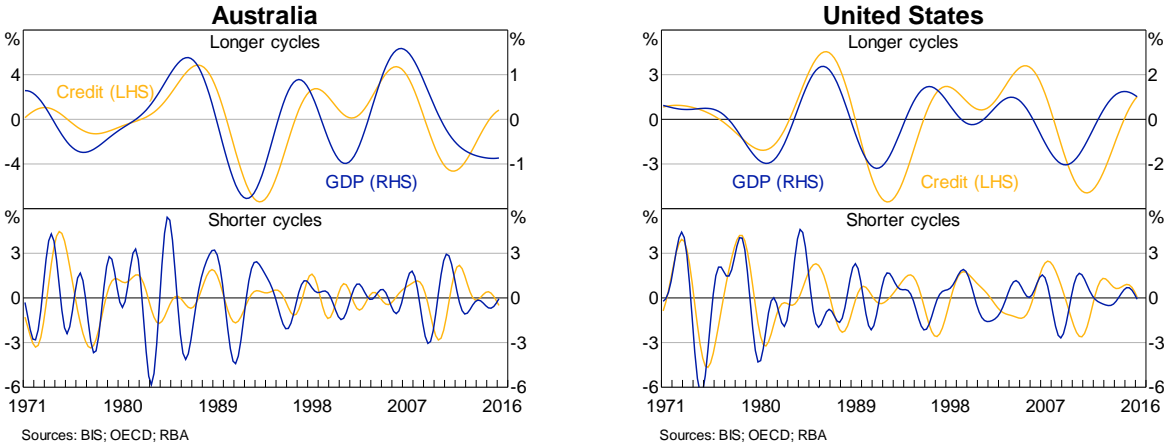 Australia
% Longer cycles %
4 1
Credit (LHS)
0 0
-4 -1
GDP (RHS)
% Shorter cycles %
3 3
0 0
-3 -3
-6 -6
1971 1980 1989 1998 2007 2016
Sources: BIS; OECD; RBA
United States
% Longer cycles %
3 2
0 0
-3 -2
GDP (RHS) Credit (LHS)
% Shorter cycles %
3 3
0 0
-3 -3
-6 -6
1971 1980 1989 1998 2007 2016
Sources: BIS; OECD; RBA